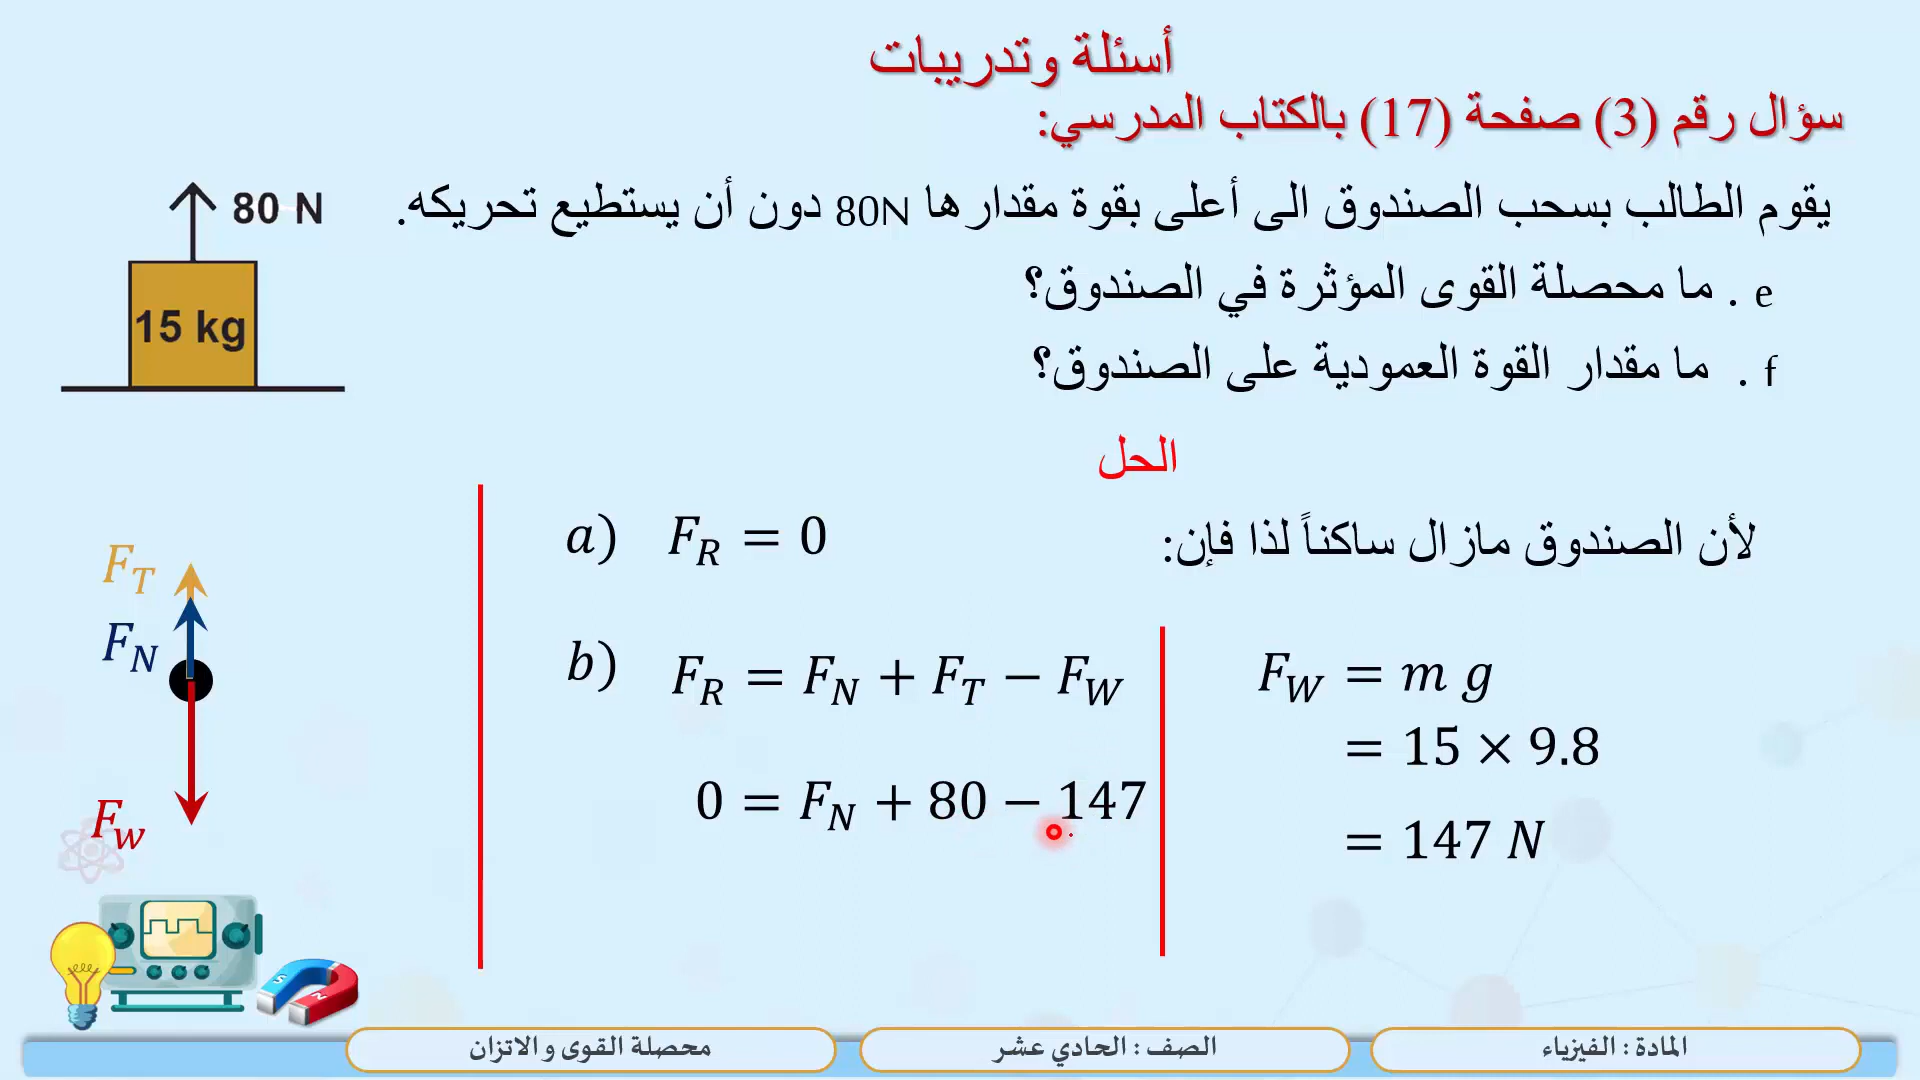 أسئلة وتدريبات
سؤال رقم (3) صفحة (17) بالكتاب المدرسي:
يقوم الطالب بسحب الصندوق الى أعلى بقوة مقدارها 80N دون أن يستطيع تحريكه.
e . ما محصلة القوى المؤثرة في الصندوق؟
f . ما مقدار القوة العمودية على الصندوق؟
80 N
15 kg
الحل
لأن الصندوق مازال ساكناً لذا فإن:
a) F_R = 0
b) F_R = F_N + F_T − F_W
0 = F_N + 80 − 147
F_W = m g
= 15 × 9.8
= 147 N
F_T
F_N
F_w
S
N
المادة : الفيزياء
الصف : الحادي عشر
محصلة القوى و الاتزان